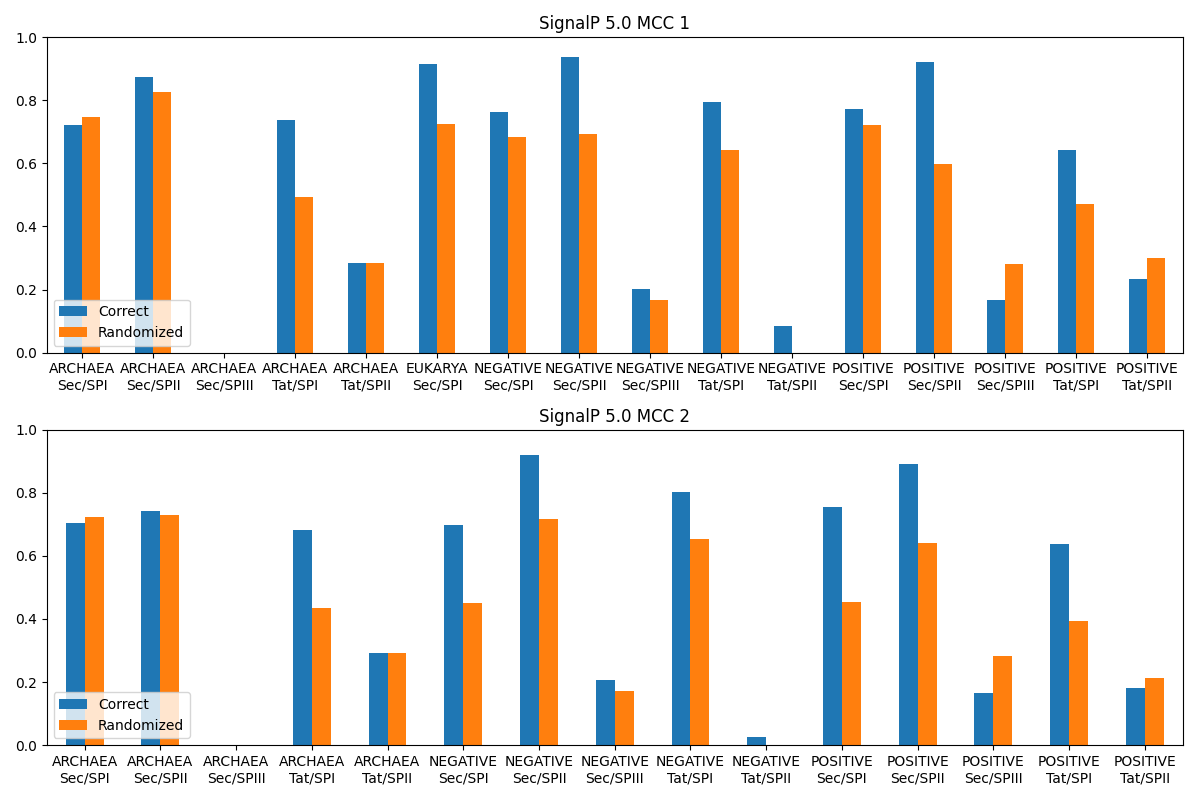 SignalP 5.0 MCC 1
1.0
0.8
0.6
0.4
0.2
0.0
Correct
Randomized
ARCHAEA ARCHAEA ARCHAEA ARCHAEA ARCHAEA EUKARYA NEGATIVE NEGATIVE NEGATIVE NEGATIVE NEGATIVE POSITIVE POSITIVE POSITIVE POSITIVE POSITIVE
Sec/SPI Sec/SPII Sec/SPIII Tat/SPI Tat/SPII Sec/SPI Sec/SPI Sec/SPII Sec/SPIII Tat/SPI Tat/SPII Sec/SPI Sec/SPII Sec/SPIII Tat/SPI Tat/SPII
SignalP 5.0 MCC 2
1.0
0.8
0.6
0.4
0.2
0.0
Correct
Randomized
ARCHAEA ARCHAEA ARCHAEA ARCHAEA ARCHAEA NEGATIVE NEGATIVE NEGATIVE NEGATIVE NEGATIVE POSITIVE POSITIVE POSITIVE POSITIVE POSITIVE
Sec/SPI Sec/SPII Sec/SPIII Tat/SPI Tat/SPII Sec/SPI Sec/SPII Sec/SPIII Tat/SPI Tat/SPII Sec/SPI Sec/SPII Sec/SPIII Tat/SPI Tat/SPII